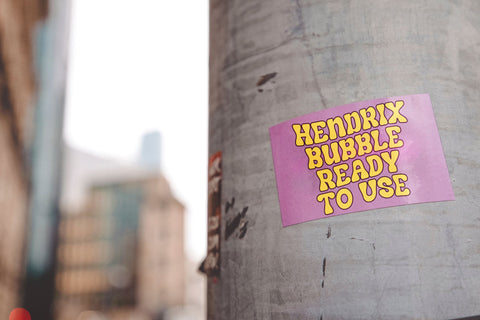 HENDRIX
BUBBLE
READY
TO USE